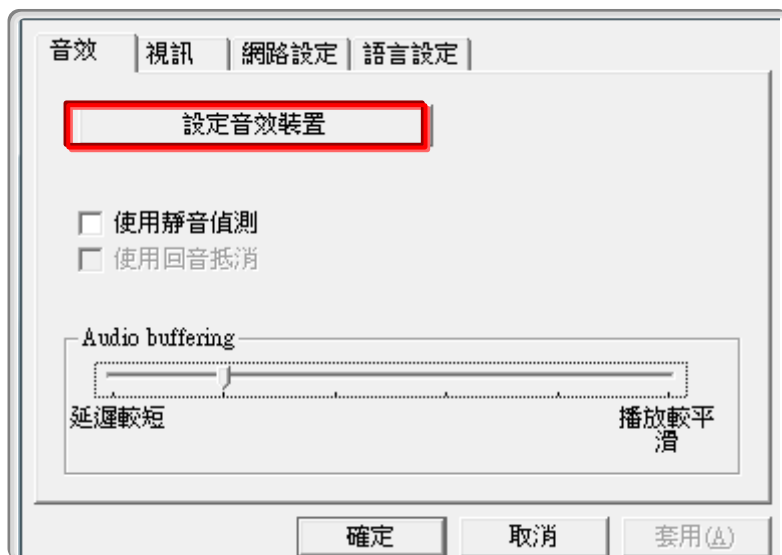 音效 視訊 網路設定 語言設定
設定音效裝置
使用靜音偵測
使用回音抵消
Audio buffering
延遲較短 播放較平
滑
確定 取消 套用(A)